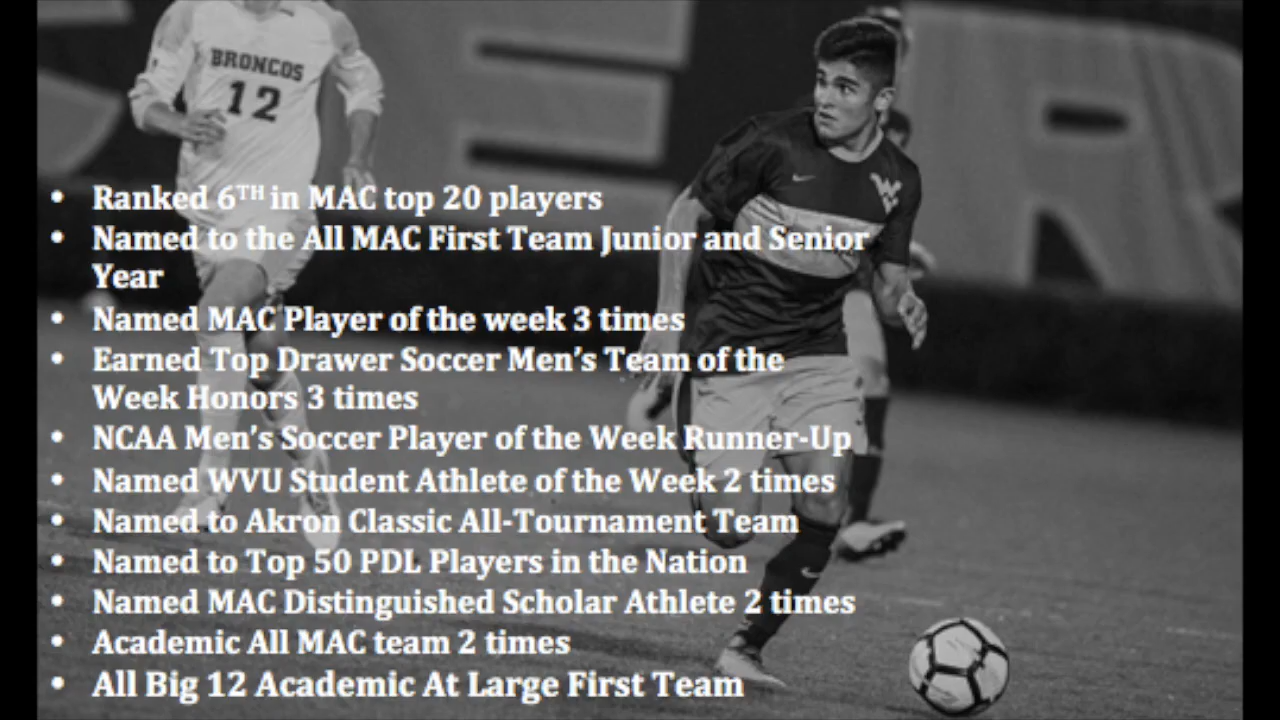 BRONCOS
12
• Ranked 6TH in MAC top 20 players
• Named to the All MAC First Team Junior and Senior
Year
• Named MAC Player of the week 3 times
• Earned Top Drawer Soccer Men’s Team of the
Week Honors 3 times
• NCAA Men’s Soccer Player of the Week Runner-Up
• Named WVU Student Athlete of the Week 2 times
• Named to Akron Classic All-Tournament Team
• Named to Top 50 PDL Players in the Nation
• Named MAC Distinguished Scholar Athlete 2 times
• Academic All MAC team 2 times
• All Big 12 Academic At Large First Team